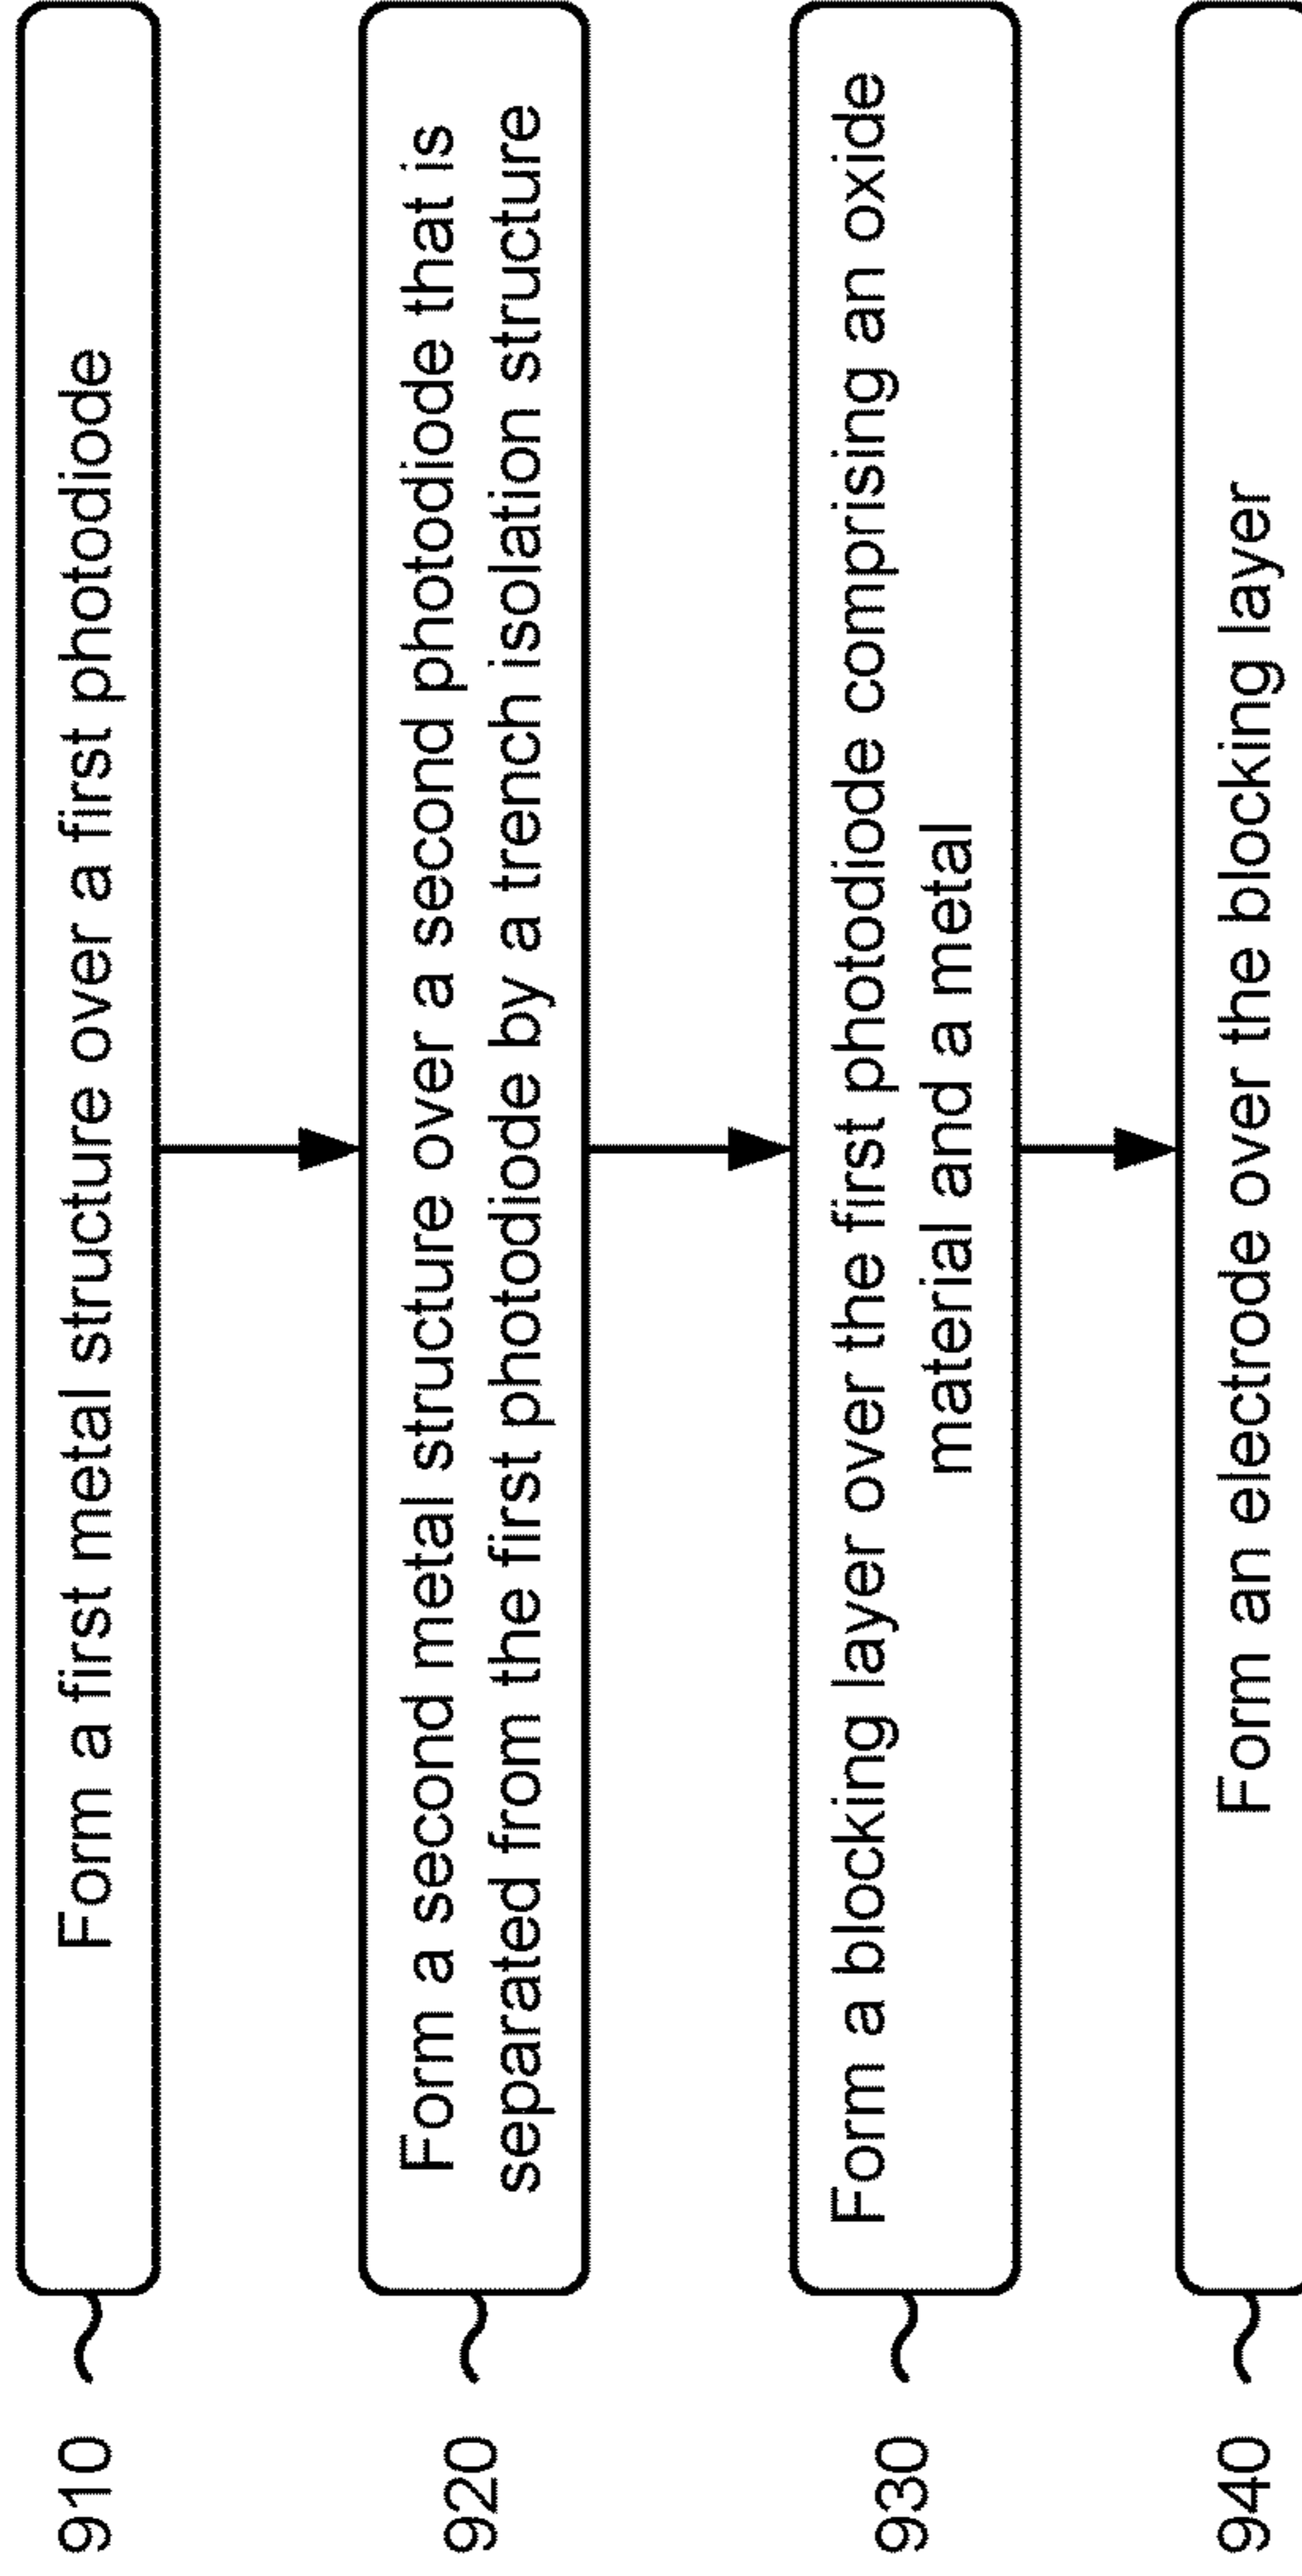 910
Form a first metal structure over a first photodiode
920
Form a second metal structure over a second photodiode that is
separated from the first photodiode by a trench isolation structure
930
Form a blocking layer over the first photodiode comprising an oxide
material and a metal
940
Form an electrode over the blocking layer